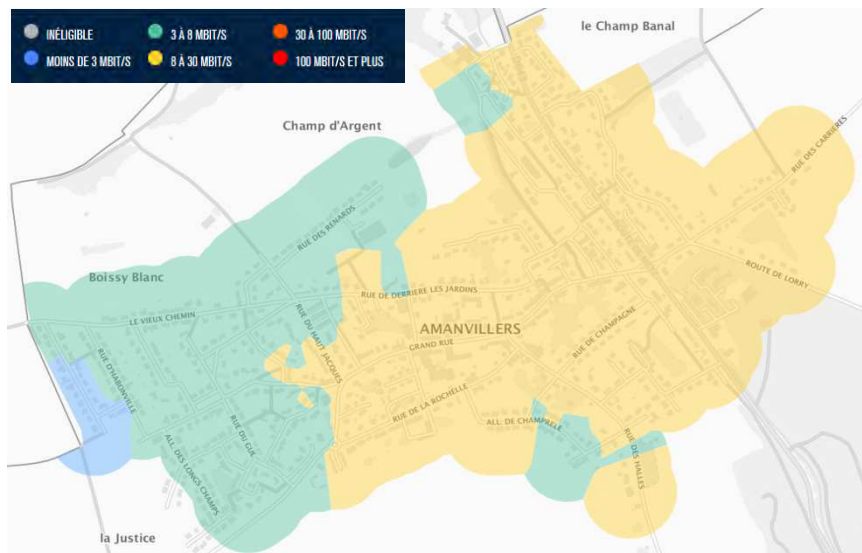 INÉLIGIBLE
3 À 8 MBIT/S
30 À 100 MBIT/S
MOINS DE 3 MBIT/S
8 À 30 MBIT/S
100 MBIT/S ET PLUS
le Champ Banal
Champ d'Argent
RUE DES CARRIÈRES
RUE DES RENARDS
Boissy Blanc
ROUTE DE LORRY
RUE DE DERRIERE LES JARDINS
LE VIEUX CHEMIN
AMANVILLERS
RUE DE CHAMPAGNE
RUE DU HAUT JACQUES
GRAND RUE
RUE D'HABONVILLE
RUE DE LA ROCHELLE
ALL. DE CHAMPRELE
RUE DU GUE
RUE DES HALLES
ALL. DES LONGS CHAMPS
la Justice